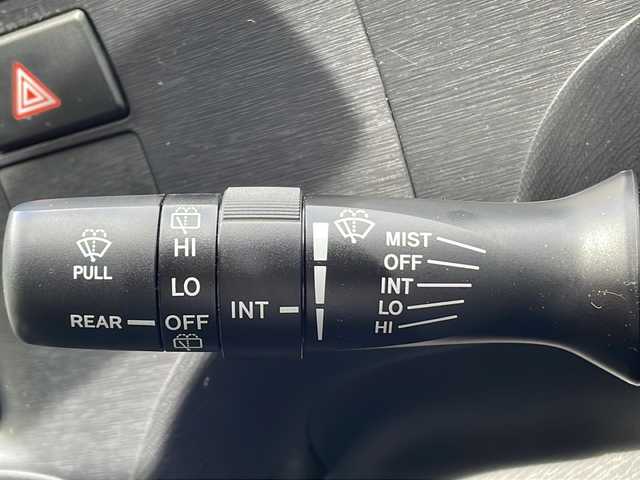 PULL
REAR
HI
LO
OFF
INT
MIST
OFF
INT
LO
HI